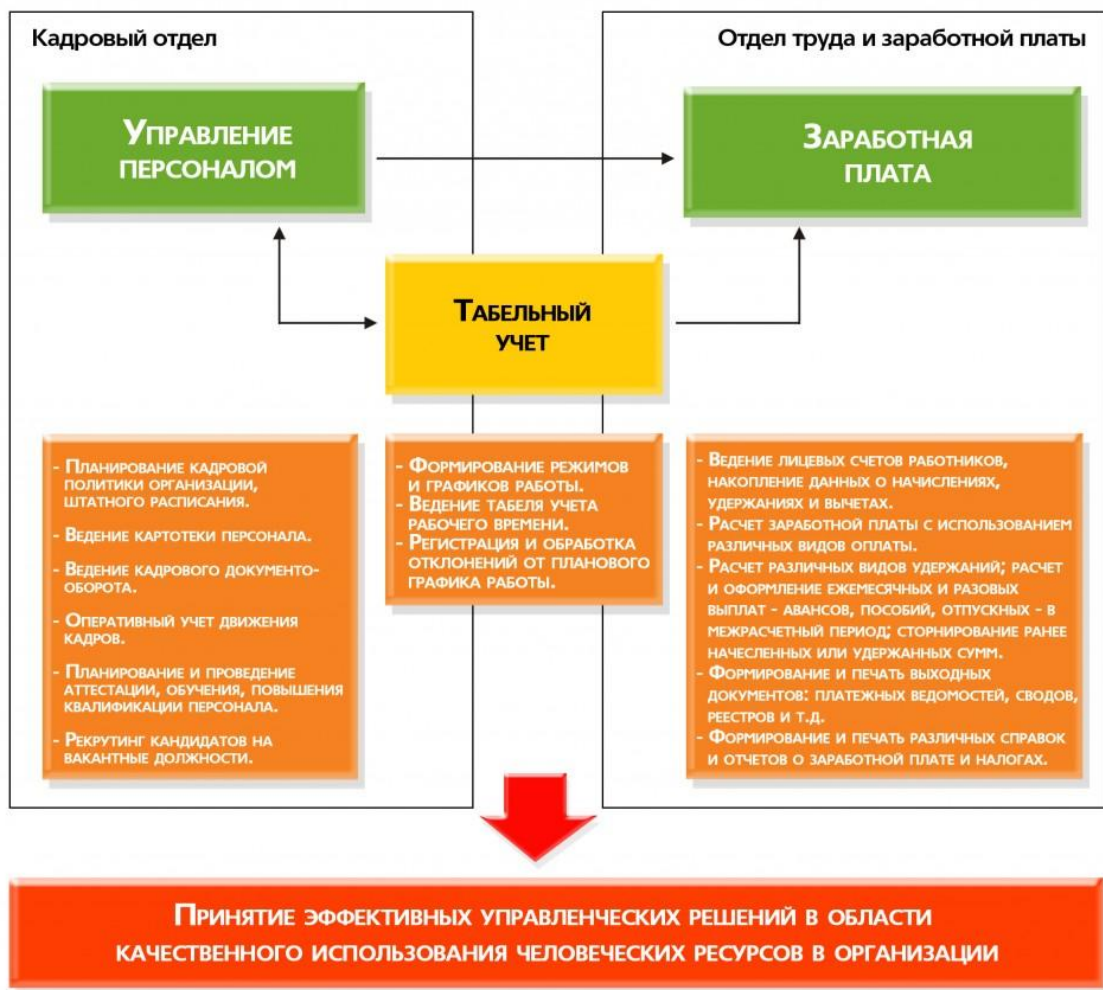 Кадровый отдел
Отдел труда и заработной платы
Управление
персоналом
Заработная
плата
Табельный
учет
- Планирование кадровой
политики организации,
штатного расписания.
- Ведение картотеки персонала.
- Ведение кадрового документо-
оборота.
- Оперативный учет движения
кадров.
- Планирование и проведение
аттестации, обучения, повышения
квалификации персонала.
- Рекрутинг кандидатов на
вакантные должности.
- Формирование режимов
и графиков работы.
- Ведение табеля учета
рабочего времени.
- Регистрация и обработка
отклонений от планового
графика работы.
- Ведение лицевых счетов работников,
накопление данных о начислениях,
удержаниях и вычетах.
- Расчет заработной платы с использованием
различных видов оплаты.
- Расчет различных видов удержаний; расчет
и оформление ежемесячных и разовых
выплат - авансов, пособий, отпускных - в
межрасчетный период; сторнирование ранее
начесленных или удержанных сумм.
- Формирование и печать выходных
документов: платежных ведомостей, сводов,
реестров и т.д.
- Формирование и печать различных справок
и отчетов о заработной плате и налогах.
Принятие эффективных управленческих решений в области
качественного использования человеческих ресурсов в организации